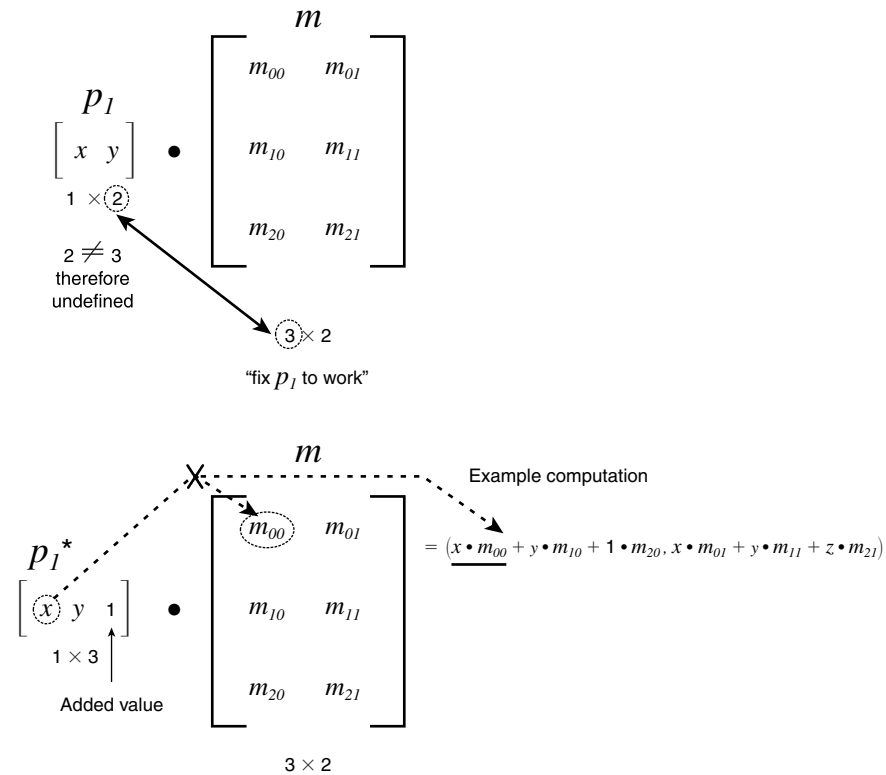 m
m00 m01
p1
[ x y ] • m10 m11
1 × 2
m20 m21
2 ≠ 3
therefore
undefined
3 × 2
“fix p1 to work”
m
Example computation
m00 m01
= (x • m00 + y • m10 + 1 • m20, x • m01 + y • m11 + z • m21)
p1*
[ x y 1 ] • m10 m11
1 × 3
m20 m21
Added value
3 × 2